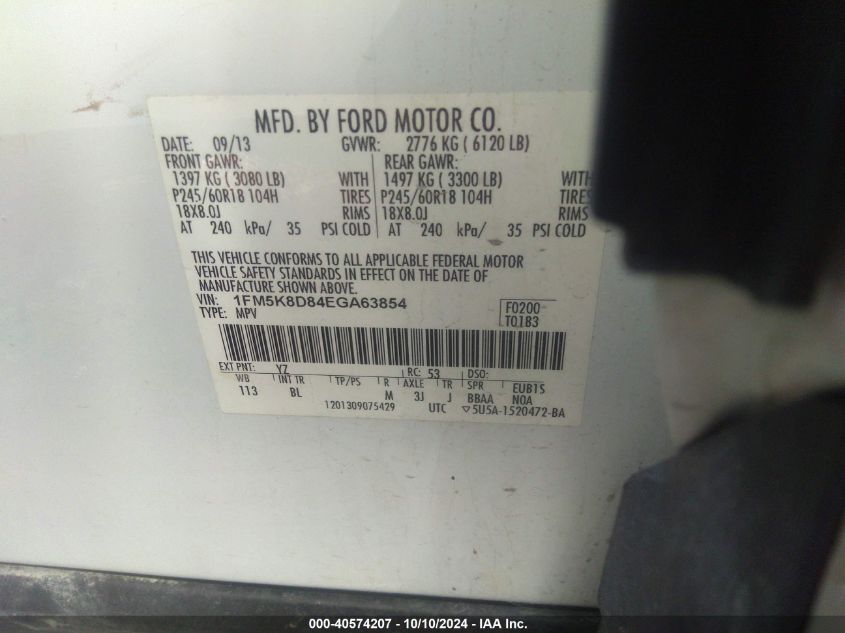 MFD. BY FORD MOTOR CO.
DATE: 09/13 GVWR: 2776 KG ( 6120 LB)
FRONT GAWR: REAR GAWR:
1397 KG ( 3080 LB) WITH 1497 KG ( 3300 LB) WITH
P245/60R18 104H TIRES P245/60R18 104H TIRES
18X8.0J RIMS 18X8.0J RIMS
AT 240 kPa/ 35 PSI COLD AT 240 kPa/ 35 PSI COLD
THIS VEHICLE CONFORMS TO ALL APPLICABLE FEDERAL MOTOR
VEHICLE SAFETY STANDARDS IN EFFECT ON THE DATE OF
MANUFACTURE SHOWN ABOVE.
VIN: 1FM5K8D84EGA63854 F0200
TYPE: MPV T01B3
EXT PNT: YZ RC: 53 DSO:
WB INT TR TP/PS R AXLE TR SPR EUB1S
113 BL M 3J J BBAA NOA
1201309075429 UTC ▽5U5A-1520472-BA
000-40574207 - 10/10/2024 - IAA Inc.